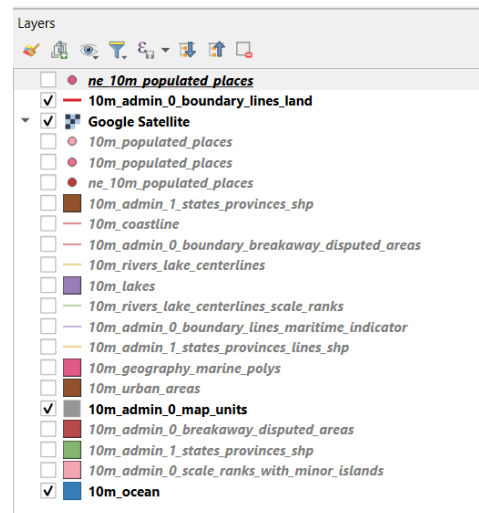 Layers
ne_10m_populated_places
10m_admin_0_boundary_lines_land
Google Satellite
10m_populated_places
10m_populated_places
ne_10m_populated_places
10m_admin_1_states_provinces_shp
10m_coastline
10m_admin_0_boundary_breakaway_disputed_areas
10m_rivers_lake_centerlines
10m_lakes
10m_rivers_lake_centerlines_scale_ranks
10m_admin_0_boundary_lines_maritime_indicator
10m_admin_1_states_provinces_lines_shp
10m_geography_marine_polys
10m_urban_areas
10m_admin_0_map_units
10m_admin_0_breakaway_disputed_areas
10m_admin_1_states_provinces_shp
10m_admin_0_scale_ranks_with_minor_islands
10m_ocean